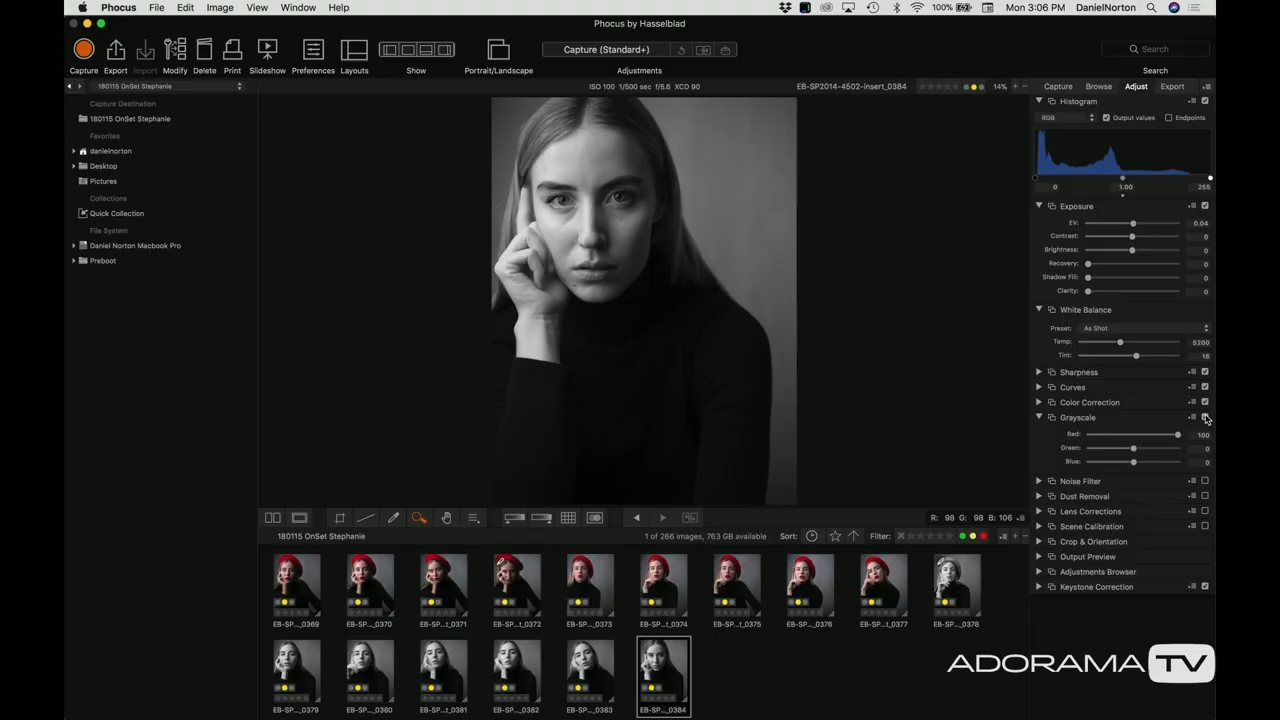 Phocus File Edit Image View Window Help
100% Mon 3:06 PM DanielNorton
Phocus by Hasselblad
Capture (Standard+)
Search
Capture Export Import Modify Delete Print Slideshow Preferences Layouts Show Portrait/Landscape Adjustments Search
180115 OnSet Stephanie
ISO 100 1/500 sec f/5.6 XCD 90
EB-SP2014-4502-insert_0384
14%
Capture Browse Adjust Export
Capture Destination
180115 OnSet Stephanie
Favorites
danielnorton
Desktop
Pictures
Collections
Quick Collection
File System
Daniel Norton Macbook Pro
Preboot
Histogram
RGB Output values Endpoints
0 1.00 255
Exposure
EV: 0.04
Contrast: 0
Brightness: 0
Recovery: 0
Shadow Fill: 0
Clarity: 0
White Balance
Preset: As Shot
Temp: 5200
Tint: 16
Sharpness
Curves
Color Correction
Grayscale
Red: 100
Green: 0
Blue: 0
Noise Filter
Dust Removal
Lens Corrections
Scene Calibration
Crop & Orientation
Output Preview
Adjustments Browser
Keystone Correction
R: 98 G: 98 B: 106
180115 OnSet Stephanie
1 of 266 images, 763 GB available
Sort:
Filter:
EB-SP..._0369 EB-SP..._0370 EB-SP..._0371 EB-SP..._0372 EB-SP..._0373 EB-SP..._0374 EB-SP...t_0375 EB-SP..._0376 EB-SP...t_0377 EB-SP..._0378
EB-SP..._0379 EB-SP..._0380 EB-SP...t_0381 EB-SP..._0382 EB-SP..._0383 EB-SP..._0384
ADORAMA TV